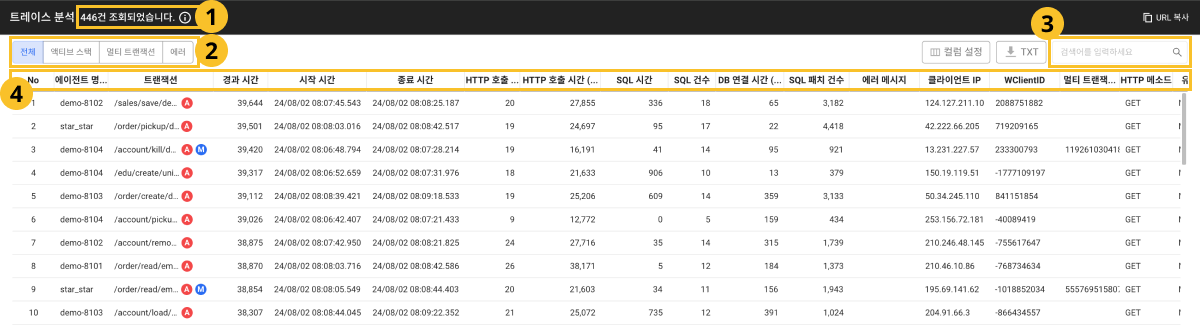 트레이스 분석 446건 조회되었습니다. 1 URL 복사
전체 액티브 스택 멀티 트랜잭션 에러 2 컬럼 설정 TXT 3 검색어를 입력하세요
4 No 에이전트 명... 트랜잭션 경과 시간 시작 시간 종료 시간 HTTP 호출 ... HTTP 호출 시간 (... SQL 시간 SQL 건수 DB 연결 시간 (... SQL 패치 건수 에러 메시지 클라이언트 IP WClientID 멀티 트랜잭... HTTP 메소드 유
1 demo-8102 /sales/save/de... A 39,644 24/08/02 08:07:45.543 24/08/02 08:08:25.187 20 27,855 336 18 65 3,182 124.127.211.10 2088751882 GET
2 star_star /order/pickup/d... A 39,501 24/08/02 08:08:03.016 24/08/02 08:08:42.517 19 24,697 95 17 22 4,418 42.222.66.205 719209165 GET
3 demo-8104 /account/kill/d... A M 39,420 24/08/02 08:06:48.794 24/08/02 08:07:28.214 19 16,191 41 14 95 921 13.231.227.57 233300793 119261030418 GET
4 demo-8104 /edu/create/uni... A 39,317 24/08/02 08:06:52.659 24/08/02 08:07:31.976 18 21,633 906 10 13 379 150.19.119.51 -1777109197 GET
5 demo-8103 /order/create/d... A 39,112 24/08/02 08:08:39.421 24/08/02 08:09:18.533 19 25,206 609 14 359 3,133 50.34.245.110 841151854 GET
6 demo-8104 /account/picku... A 39,026 24/08/02 08:06:42.407 24/08/02 08:07:21.433 9 12,772 0 5 159 434 253.156.72.181 -40089419 GET
7 demo-8102 /account/remo... A 38,875 24/08/02 08:07:42.950 24/08/02 08:08:21.825 24 27,716 35 14 315 1,739 210.246.48.145 -755617647 GET
8 demo-8101 /order/read/em... A 38,870 24/08/02 08:08:03.716 24/08/02 08:08:42.586 26 38,171 5 12 184 1,373 210.46.10.86 -768734634 GET
9 star_star /order/read/em... A M 38,854 24/08/02 08:08:05.549 24/08/02 08:08:44.403 20 21,603 34 11 156 1,943 195.69.141.62 -1018852034 55576951580 GET
10 demo-8103 /account/load/... A 38,307 24/08/02 08:08:44.045 24/08/02 08:09:22.352 21 25,072 735 12 391 1,024 204.91.66.3 -866434557 GET